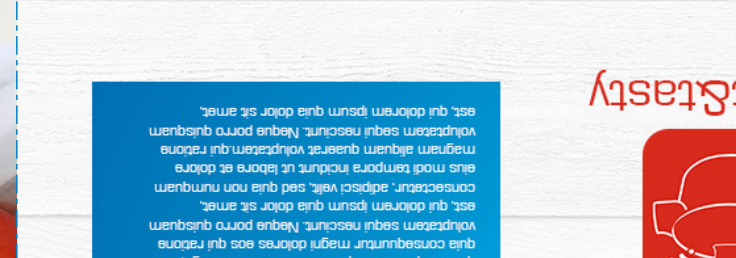 &tasty
quia consequuntur magni dolores eos qui ratione
voluptatem sequi nesciunt. Neque porro quisquam
est, qui dolorem ipsum quia dolor sit amet,
consectetur, adipisci velit, sed quia non numquam
eius modi tempora incidunt ut labore et dolore
magnam aliquam quaerat voluptatem.qui ratione
voluptatem sequi nesciunt. Neque porro quisquam
est, qui dolorem ipsum quia dolor sit amet,